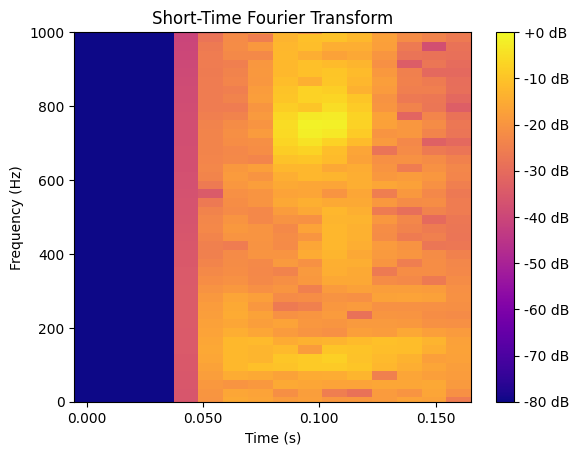 Short-Time Fourier Transform
Frequency (Hz)
1000
800
600
400
200
0
0.000
0.050
0.100
0.150
Time (s)
+0 dB
-10 dB
-20 dB
-30 dB
-40 dB
-50 dB
-60 dB
-70 dB
-80 dB